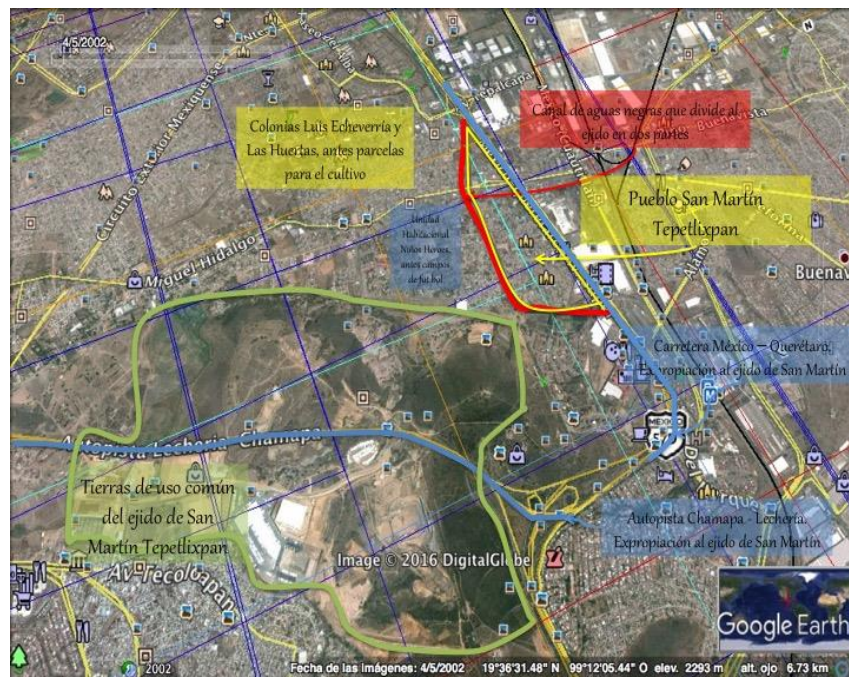 4/5/2002
Circuito Exterior Mexiquense
Tepalcapa
Colonias Luis Echeverría y
Las Huertas, antes parcelas
para el cultivo
Canal de aguas negras que divide al
ejido en dos partes
Pueblo San Martín
Tepetlixpan
Unidad
Habitacional
Niños Héroes,
antes campos
de futbol
Miguel Hidalgo
Alamo
Buenav
Carretera México – Querétaro,
Expropiación al ejido de San Martín
MEXICO
Autopista Lechería Chamapa
Tierras de uso común
del ejido de San
Martín Tepetlixpan
Autopista Chamapa - Lechería.
Expropiación al ejido de San Martín
Image © 2016 DigitalGlobe
Av Tecoloapan
Google Earth
2002
Fecha de las imágenes: 4/5/2002 19°36'31.48" N 99°12'05.44" O elev. 2293 m alt. ojo 6.73 km